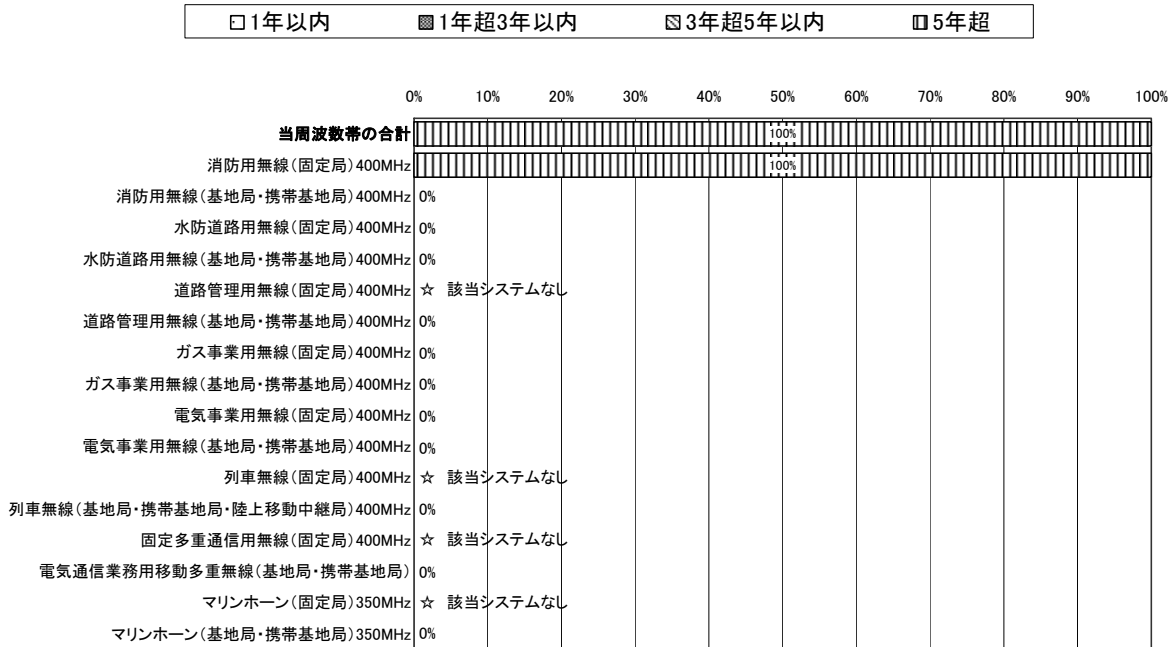 1年以内 1年超3年以内 3年超5年以内 5年超
0% 10% 20% 30% 40% 50% 60% 70% 80% 90% 100%
当周波数帯の合計 100%
消防用無線(固定局)400MHz 100%
消防用無線(基地局・携帯基地局)400MHz 0%
水防道路用無線(固定局)400MHz 0%
水防道路用無線(基地局・携帯基地局)400MHz 0%
道路管理用無線(固定局)400MHz ☆ 該当システムなし
道路管理用無線(基地局・携帯基地局)400MHz 0%
ガス事業用無線(固定局)400MHz 0%
ガス事業用無線(基地局・携帯基地局)400MHz 0%
電気事業用無線(固定局)400MHz 0%
電気事業用無線(基地局・携帯基地局)400MHz 0%
列車無線(固定局)400MHz ☆ 該当システムなし
列車無線(基地局・携帯基地局・陸上移動中継局)400MHz 0%
固定多重通信用無線(固定局)400MHz ☆ 該当システムなし
電気通信業務用移動多重無線(基地局・携帯基地局) 0%
マリンホーン(固定局)350MHz ☆ 該当システムなし
マリンホーン(基地局・携帯基地局)350MHz 0%